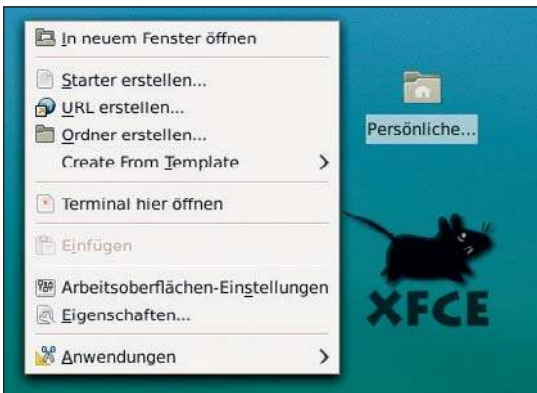 In neuem Fenster öffnen
Starter erstellen...
URL erstellen...
Ordner erstellen...
Create From Template
Terminal hier öffnen
Einfügen
Arbeitsoberflächen-Einstellungen
Eigenschaften...
Anwendungen
Persönliche...
XFCE